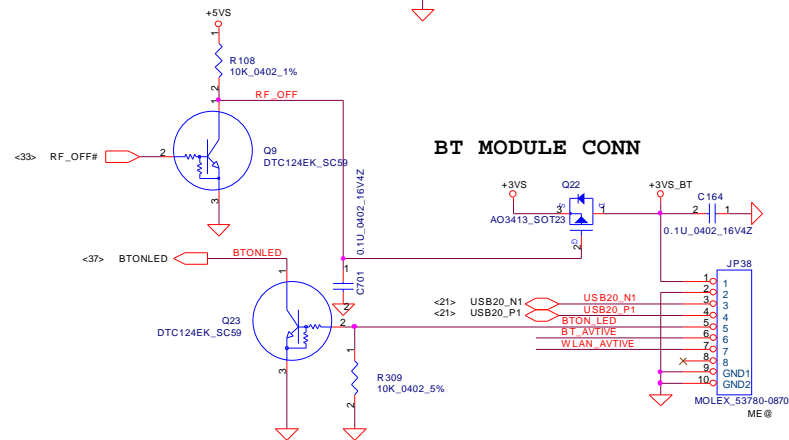 +5VS
1
R108
10K_0402_1%
2
RF_OFF
1
<33> RF_OFF#
2
Q9
DTC124EK_SC59
3
BT MODULE CONN
+3VS
Q22
+3VS_BT
C164
3
S
D
1
2
1
AO3413_SOT23
G
2
0.1U_0402_16V4Z
0.1U_0402_16V4Z
<37> BTONLED
BTONLED
1
1
C701
2
JP38
Q23
DTC124EK_SC59
2
3
1
R309
10K_0402_5%
2
<21> USB20_N1
USB20_N1
<21> USB20_P1
USB20_P1
BTON_LED
BT_AVTIVE
WLAN_AVTIVE
1 1
2 2
3 3
4 4
5 5
6 6
7 7
8 8
9 GND1
10 GND2
MOLEX_53780-0870
ME@